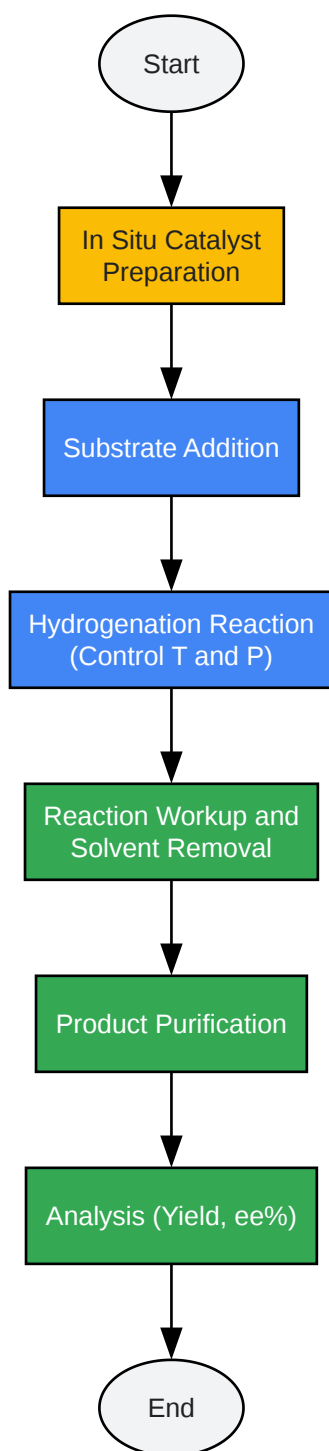 Start
In Situ Catalyst
Preparation
Substrate Addition
Hydrogenation Reaction
(Control T and P)
Reaction Workup and
Solvent Removal
Product Purification
Analysis (Yield, ee%)
End